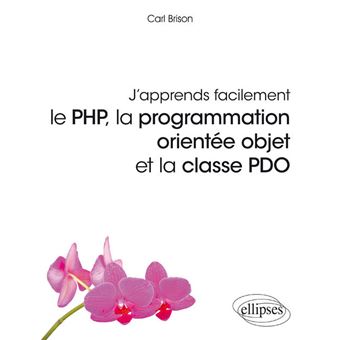 Carl Brison
J'apprends facilement
le PHP, la programmation
orientée objet
et la classe PDO
ellipses